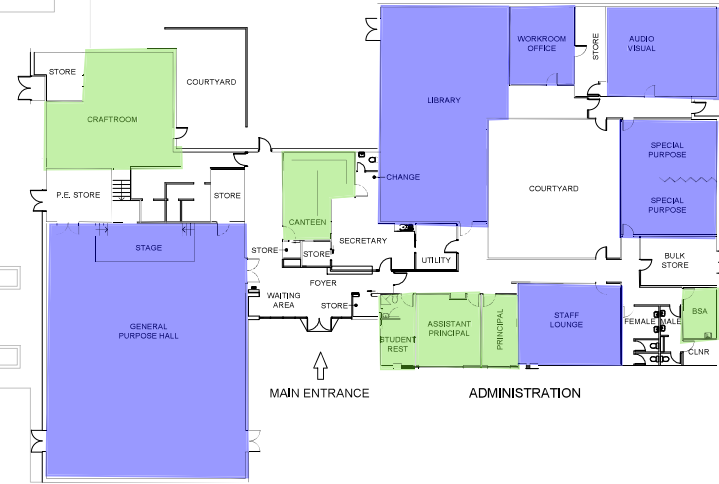 WORKROOM
OFFICE
STORE
AUDIO
VISUAL
STORE
COURTYARD
LIBRARY
CRAFTROOM
SPECIAL
PURPOSE
CHANGE
COURTYARD
P.E. STORE
STORE
SPECIAL
PURPOSE
CANTEEN
STAGE
SECRETARY
STORE
STORE
UTILITY
BULK
STORE
FOYER
WAITING
AREA
STORE
GENERAL
PURPOSE HALL
STUDENT
REST
ASSISTANT
PRINCIPAL
PRINCIPAL
STAFF
LOUNGE
FEMALE
MALE
BSA
CLNR
MAIN ENTRANCE
ADMINISTRATION